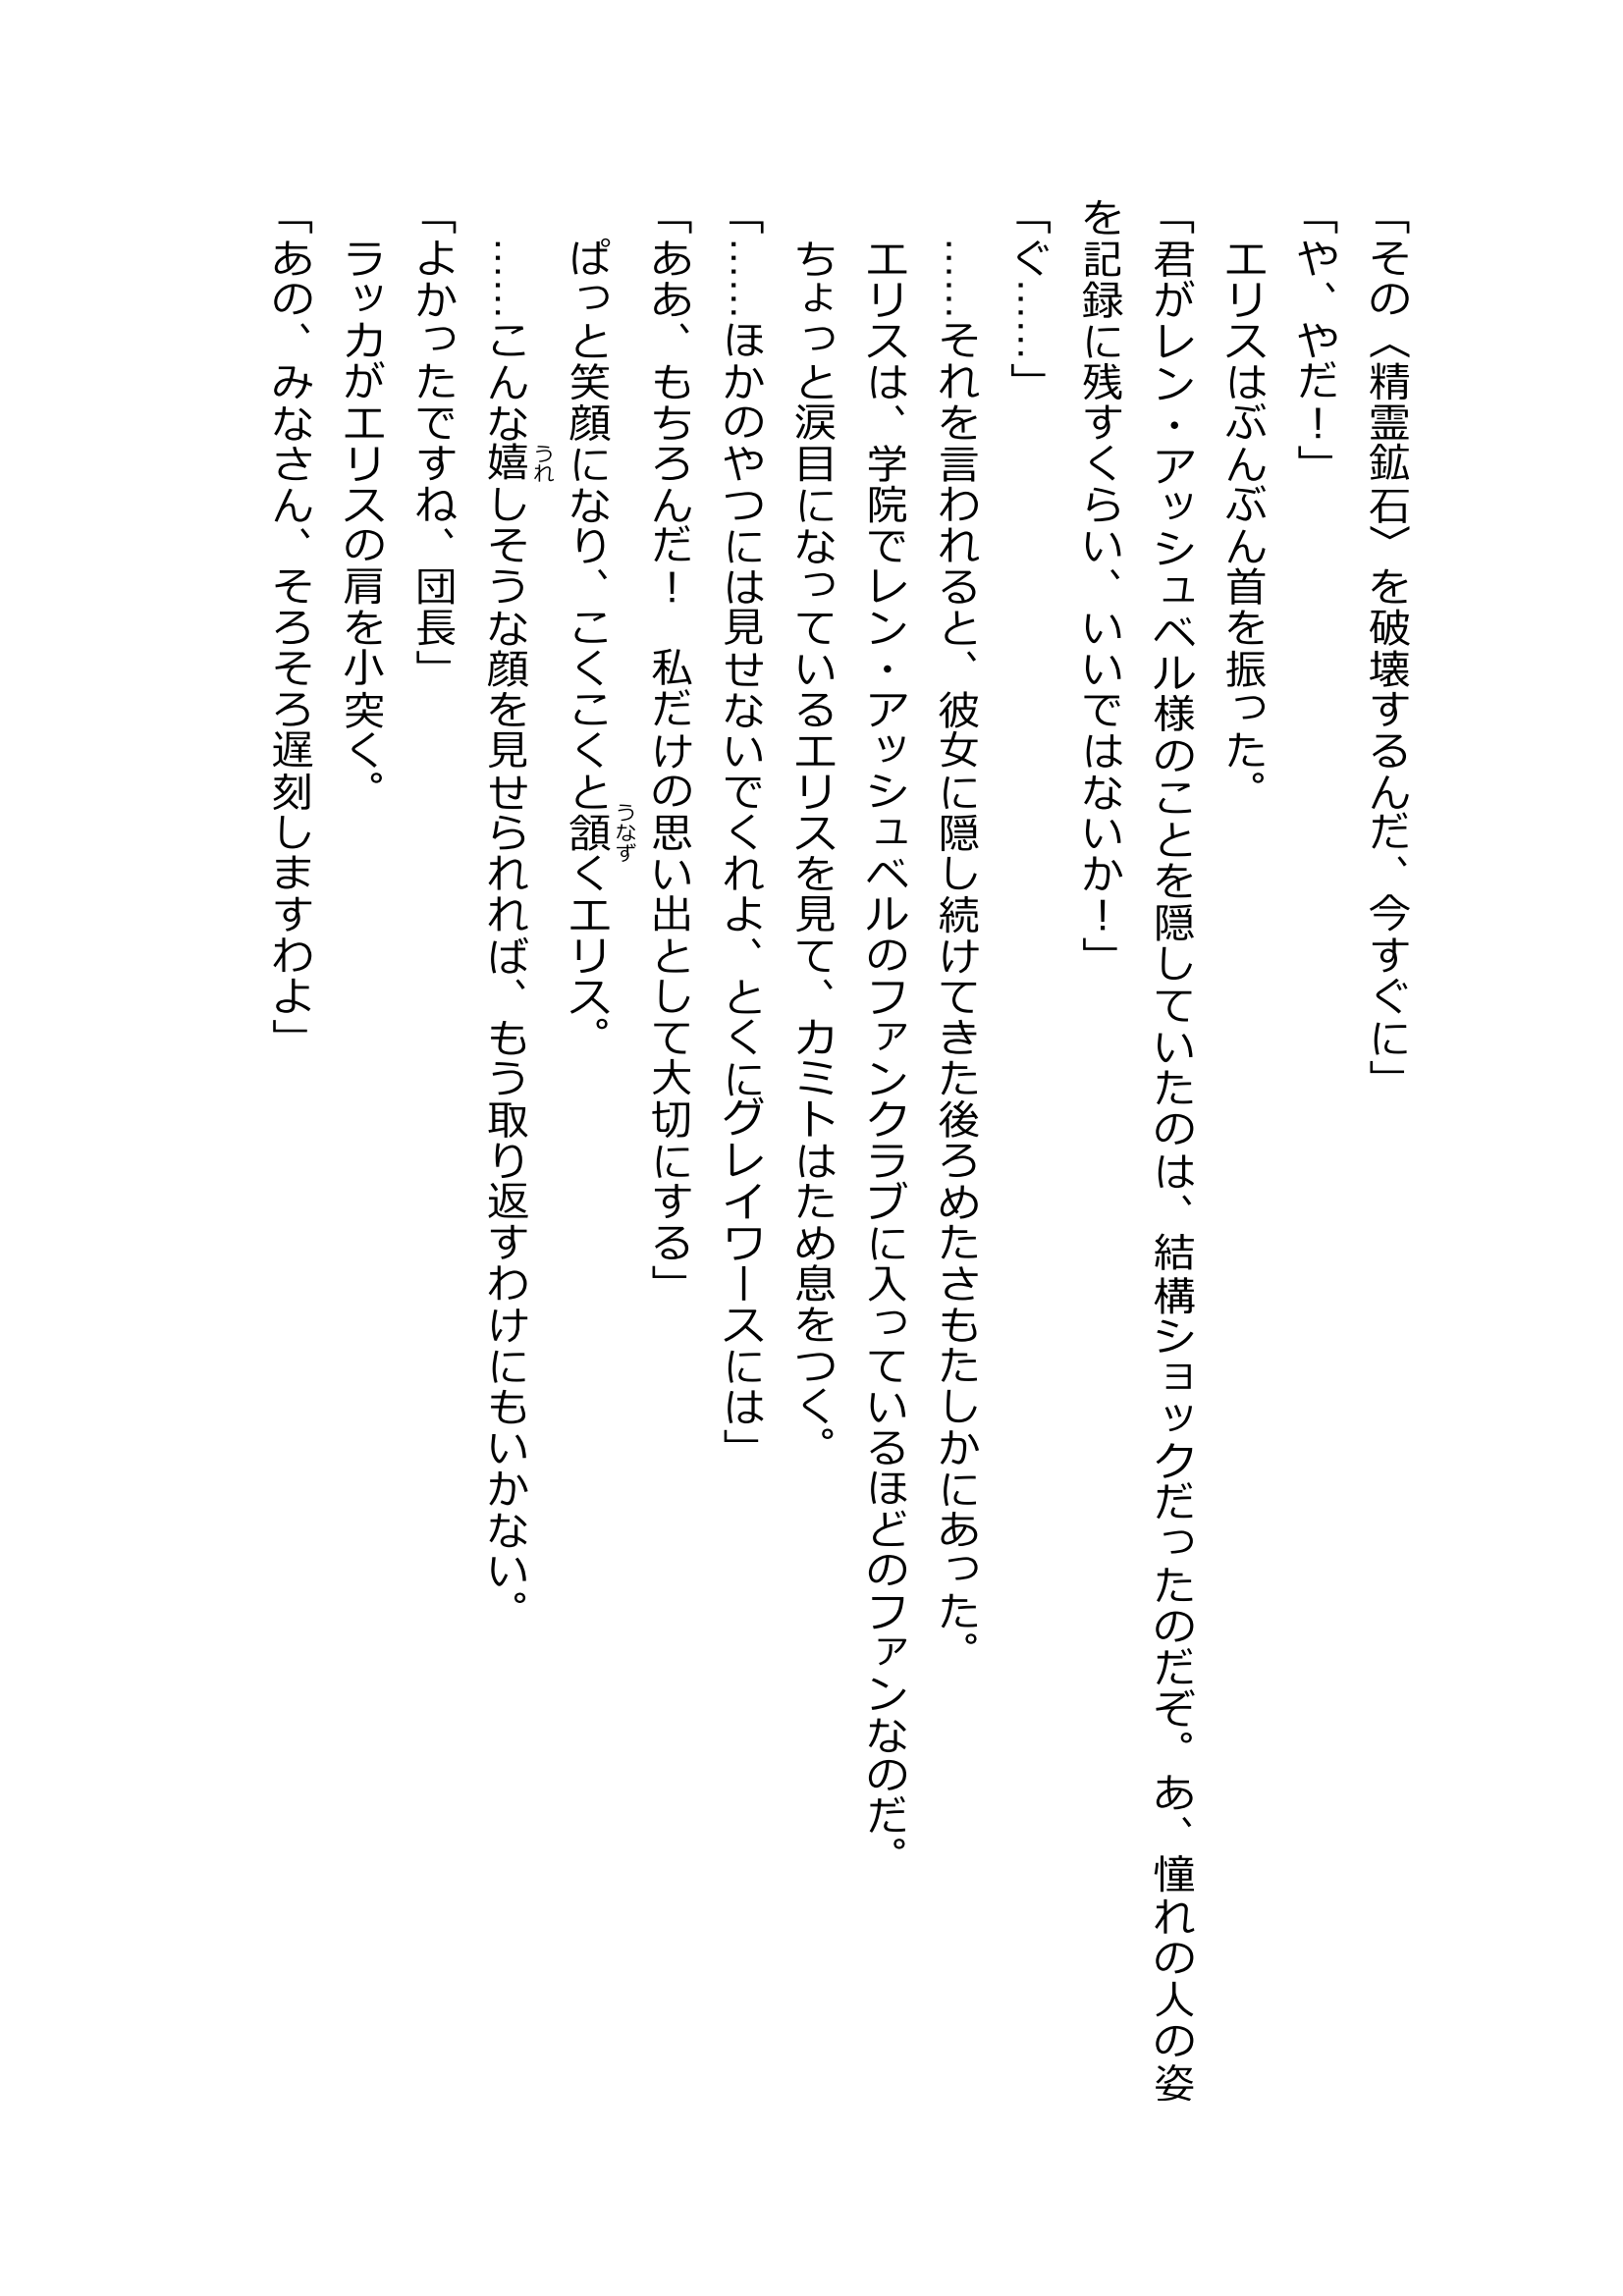 「その〈精霊鉱石〉を破壊するんだ、今すぐに」
「や、やだ！」
　エリスはぶんぶん首を振った。
「君がレン・アッシュベル様のことを隠していたのは、結構ショックだったのだぞ。あ、憧れの人の姿
を記録に残すくらい、いいではないか！」
「ぐ……」
　……それを言われると、彼女に隠し続けてきた後ろめたさもたしかにあった。
　エリスは、学院でレン・アッシュベルのファンクラブに入っているほどのファンなのだ。
　ちょっと涙目になっているエリスを見て、カミトはため息をつく。
「……ほかのやつには見せないでくれよ、とくにグレイワースには」
「ああ、もちろんだ！　私だけの思い出として大切にする」
　ぱっと笑顔になり、こくこくと頷くエリス。
　……こんな嬉しそうな顔を見せられれば、もう取り返すわけにもいかない。
「よかったですね、団長」
　ラッカがエリスの肩を小突く。
「あの、みなさん、そろそろ遅刻しますわよ」